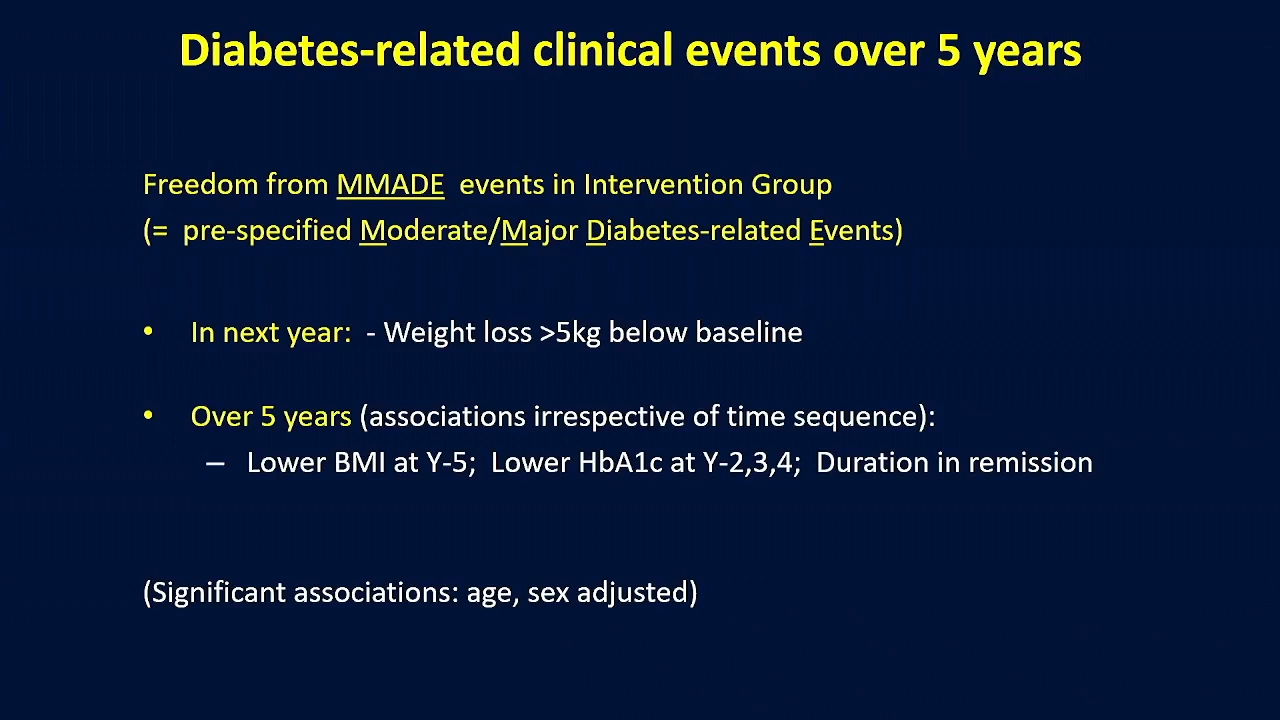 Diabetes-related clinical events over 5 years
Freedom from MMADE events in Intervention Group
(= pre-specified Moderate/Major Diabetes-related Events)
• In next year: - Weight loss >5kg below baseline
• Over 5 years (associations irrespective of time sequence):
– Lower BMI at Y-5; Lower HbA1c at Y-2,3,4; Duration in remission
(Significant associations: age, sex adjusted)